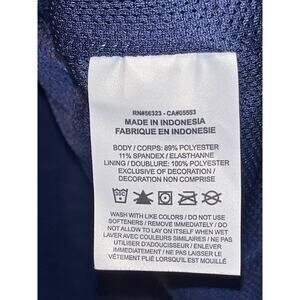 RN#56323 - CA#05553
MADE IN INDONESIA
FABRIQUE EN INDONESIE
BODY / CORPS: 89% POLYESTER
11% SPANDEX / ELASTHANNE
LINING / DOUBLURE: 100% POLYESTER
EXCLUSIVE OF DECORATION /
DECORATION NON COMPRISE
WASH WITH LIKE COLORS / DO NOT USE
SOFTENERS / REMOVE PROMPTLY / DO
NOT ALLOW TO LAY ON ITSELF WHEN WET
LAVER AVEC COULEURS SIMILAIRES / NE PAS
UTILISER D'ADOUCISSANT / ENLEVER
IMMEDIATEMENT / NE PAS LAISSER LE
VÊTEMENT PLIÉ LORSQU'IL EST MOUILLÉ